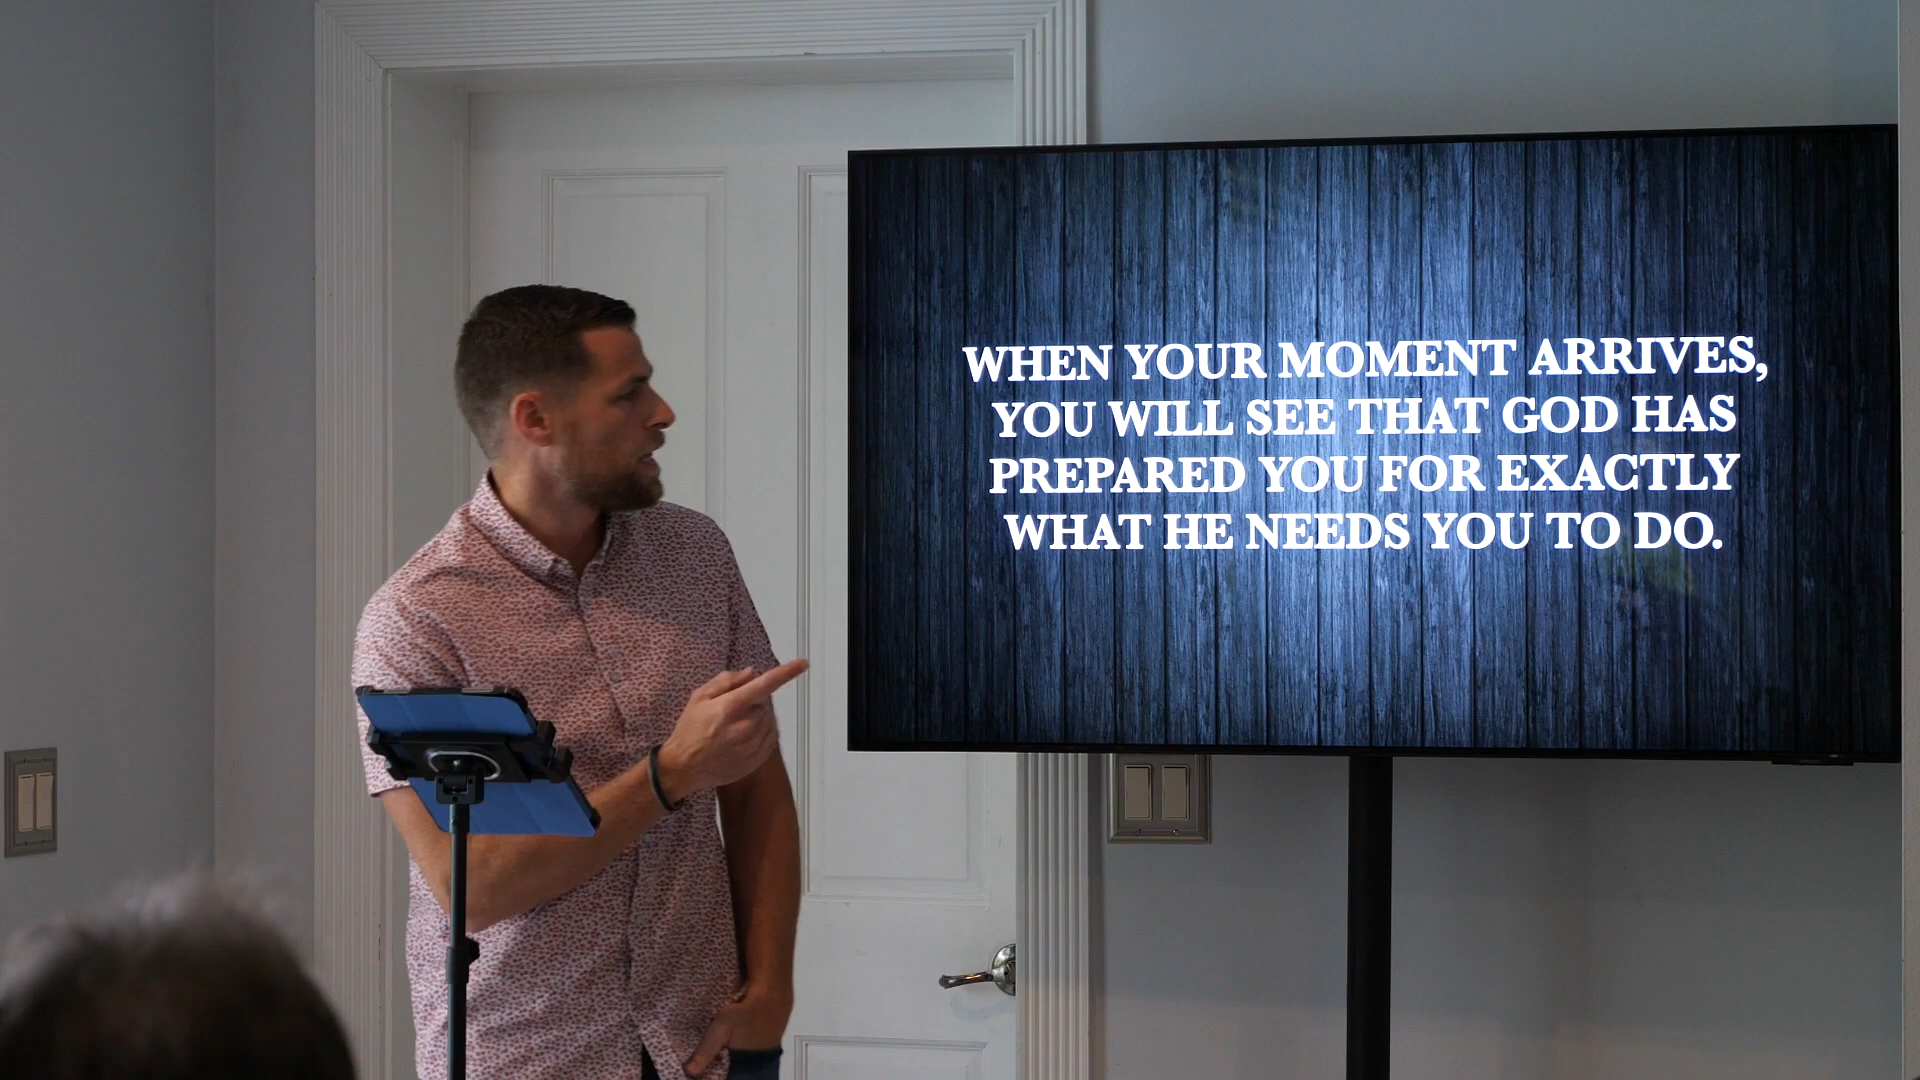 WHEN YOUR MOMENT ARRIVES,
YOU WILL SEE THAT GOD HAS
PREPARED YOU FOR EXACTLY
WHAT HE NEEDS YOU TO DO.